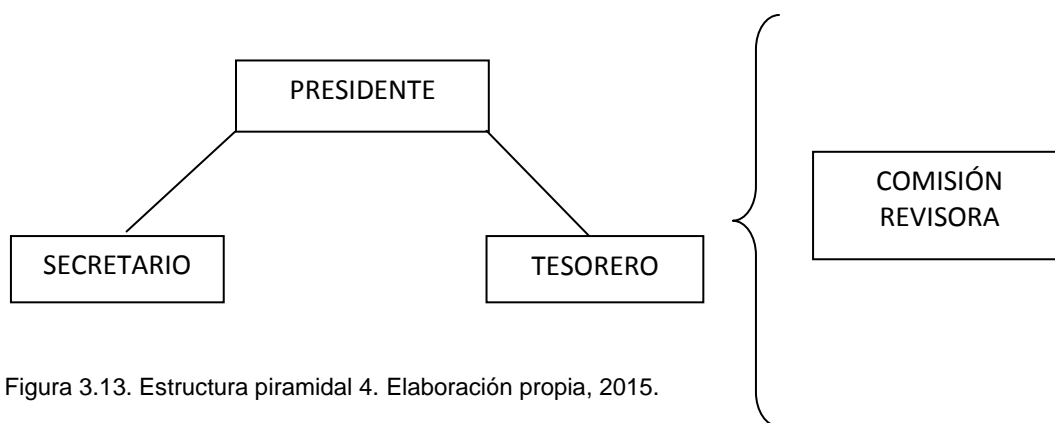 PRESIDENTE
COMISIÓN
REVISORA
SECRETARIO
TESORERO
Figura 3.13. Estructura piramidal 4. Elaboración propia, 2015.